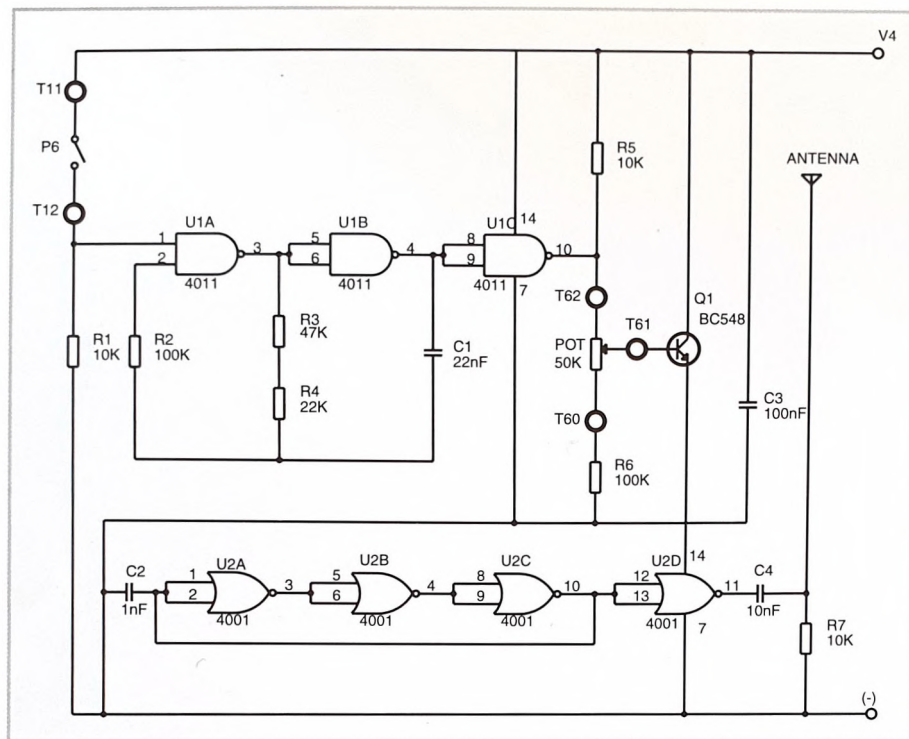 V4
T11
P6
T12
R5
10K
ANTENNA
U1A
U1B
U1C
14
1
2
3
5
6
4
8
9
10
4011
4011
4011
7
T62
Q1
BC548
T61
R1
10K
R2
100K
R3
47K
C1
22nF
POT
50K
R4
22K
T60
C3
100nF
R6
100K
U2A
U2B
U2C
U2D
14
C2
1nF
1
2
3
5
6
4
8
9
10
12
13
11
C4
10nF
4001
4001
4001
4001
7
R7
10K
(-)